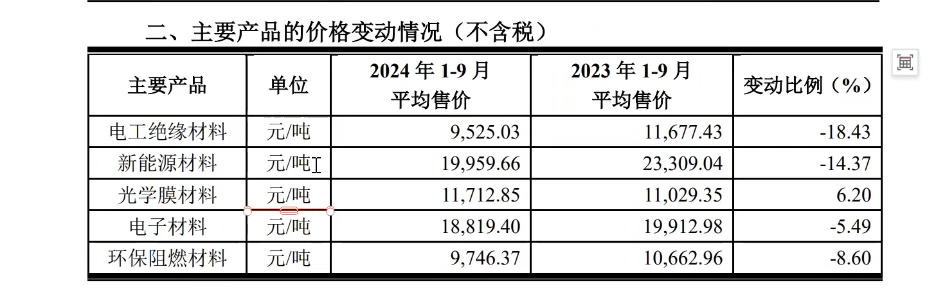 二、主要产品的价格变动情况（不含税）
主要产品 单位 2024 年 1-9 月 平均售价 2023 年 1-9 月 平均售价 变动比例（%）
电工绝缘材料 元/吨 9,525.03 11,677.43 -18.43
新能源材料 元/吨 19,959.66 23,309.04 -14.37
光学膜材料 元/吨 11,712.85 11,029.35 6.20
电子材料 元/吨 18,819.40 19,912.98 -5.49
环保阻燃材料 元/吨 9,746.37 10,662.96 -8.60